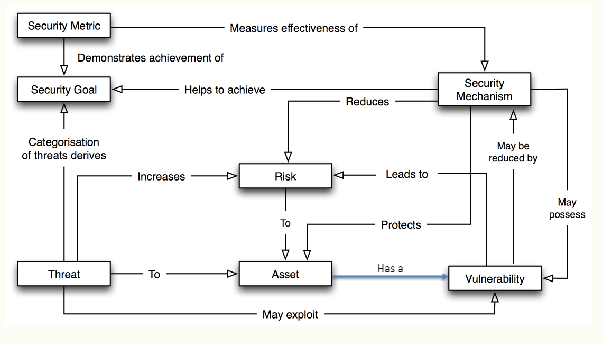 Security Metric
Measures effectiveness of
Demonstrates achievement of
Security Goal
Helps to achieve
Security
Mechanism
Reduces
Categorisation
of threats derives
May be
reduced by
Increases
Risk
Leads to
May
possess
To
Protects
Threat
To
Asset
Has a
Vulnerability
May exploit